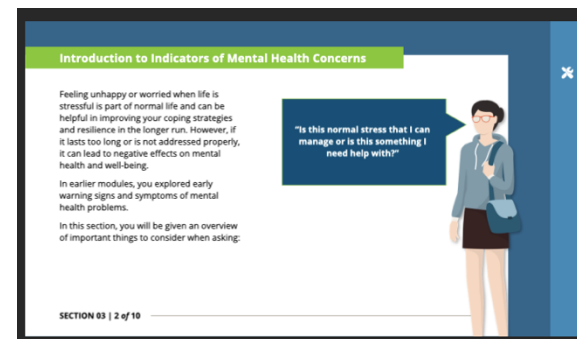 Introduction to Indicators of Mental Health Concerns
Feeling unhappy or worried when life is
stressful is part of normal life and can be
helpful in improving your coping strategies
and resilience in the longer run. However, if
it lasts too long or is not addressed properly,
it can lead to negative effects on mental
health and well-being.
In earlier modules, you explored early
warning signs and symptoms of mental
health problems.
In this section, you will be given an overview
of important things to consider when asking:
"Is this normal stress that I can
manage or is this something I
need help with?"
SECTION 03 | 2 of 10